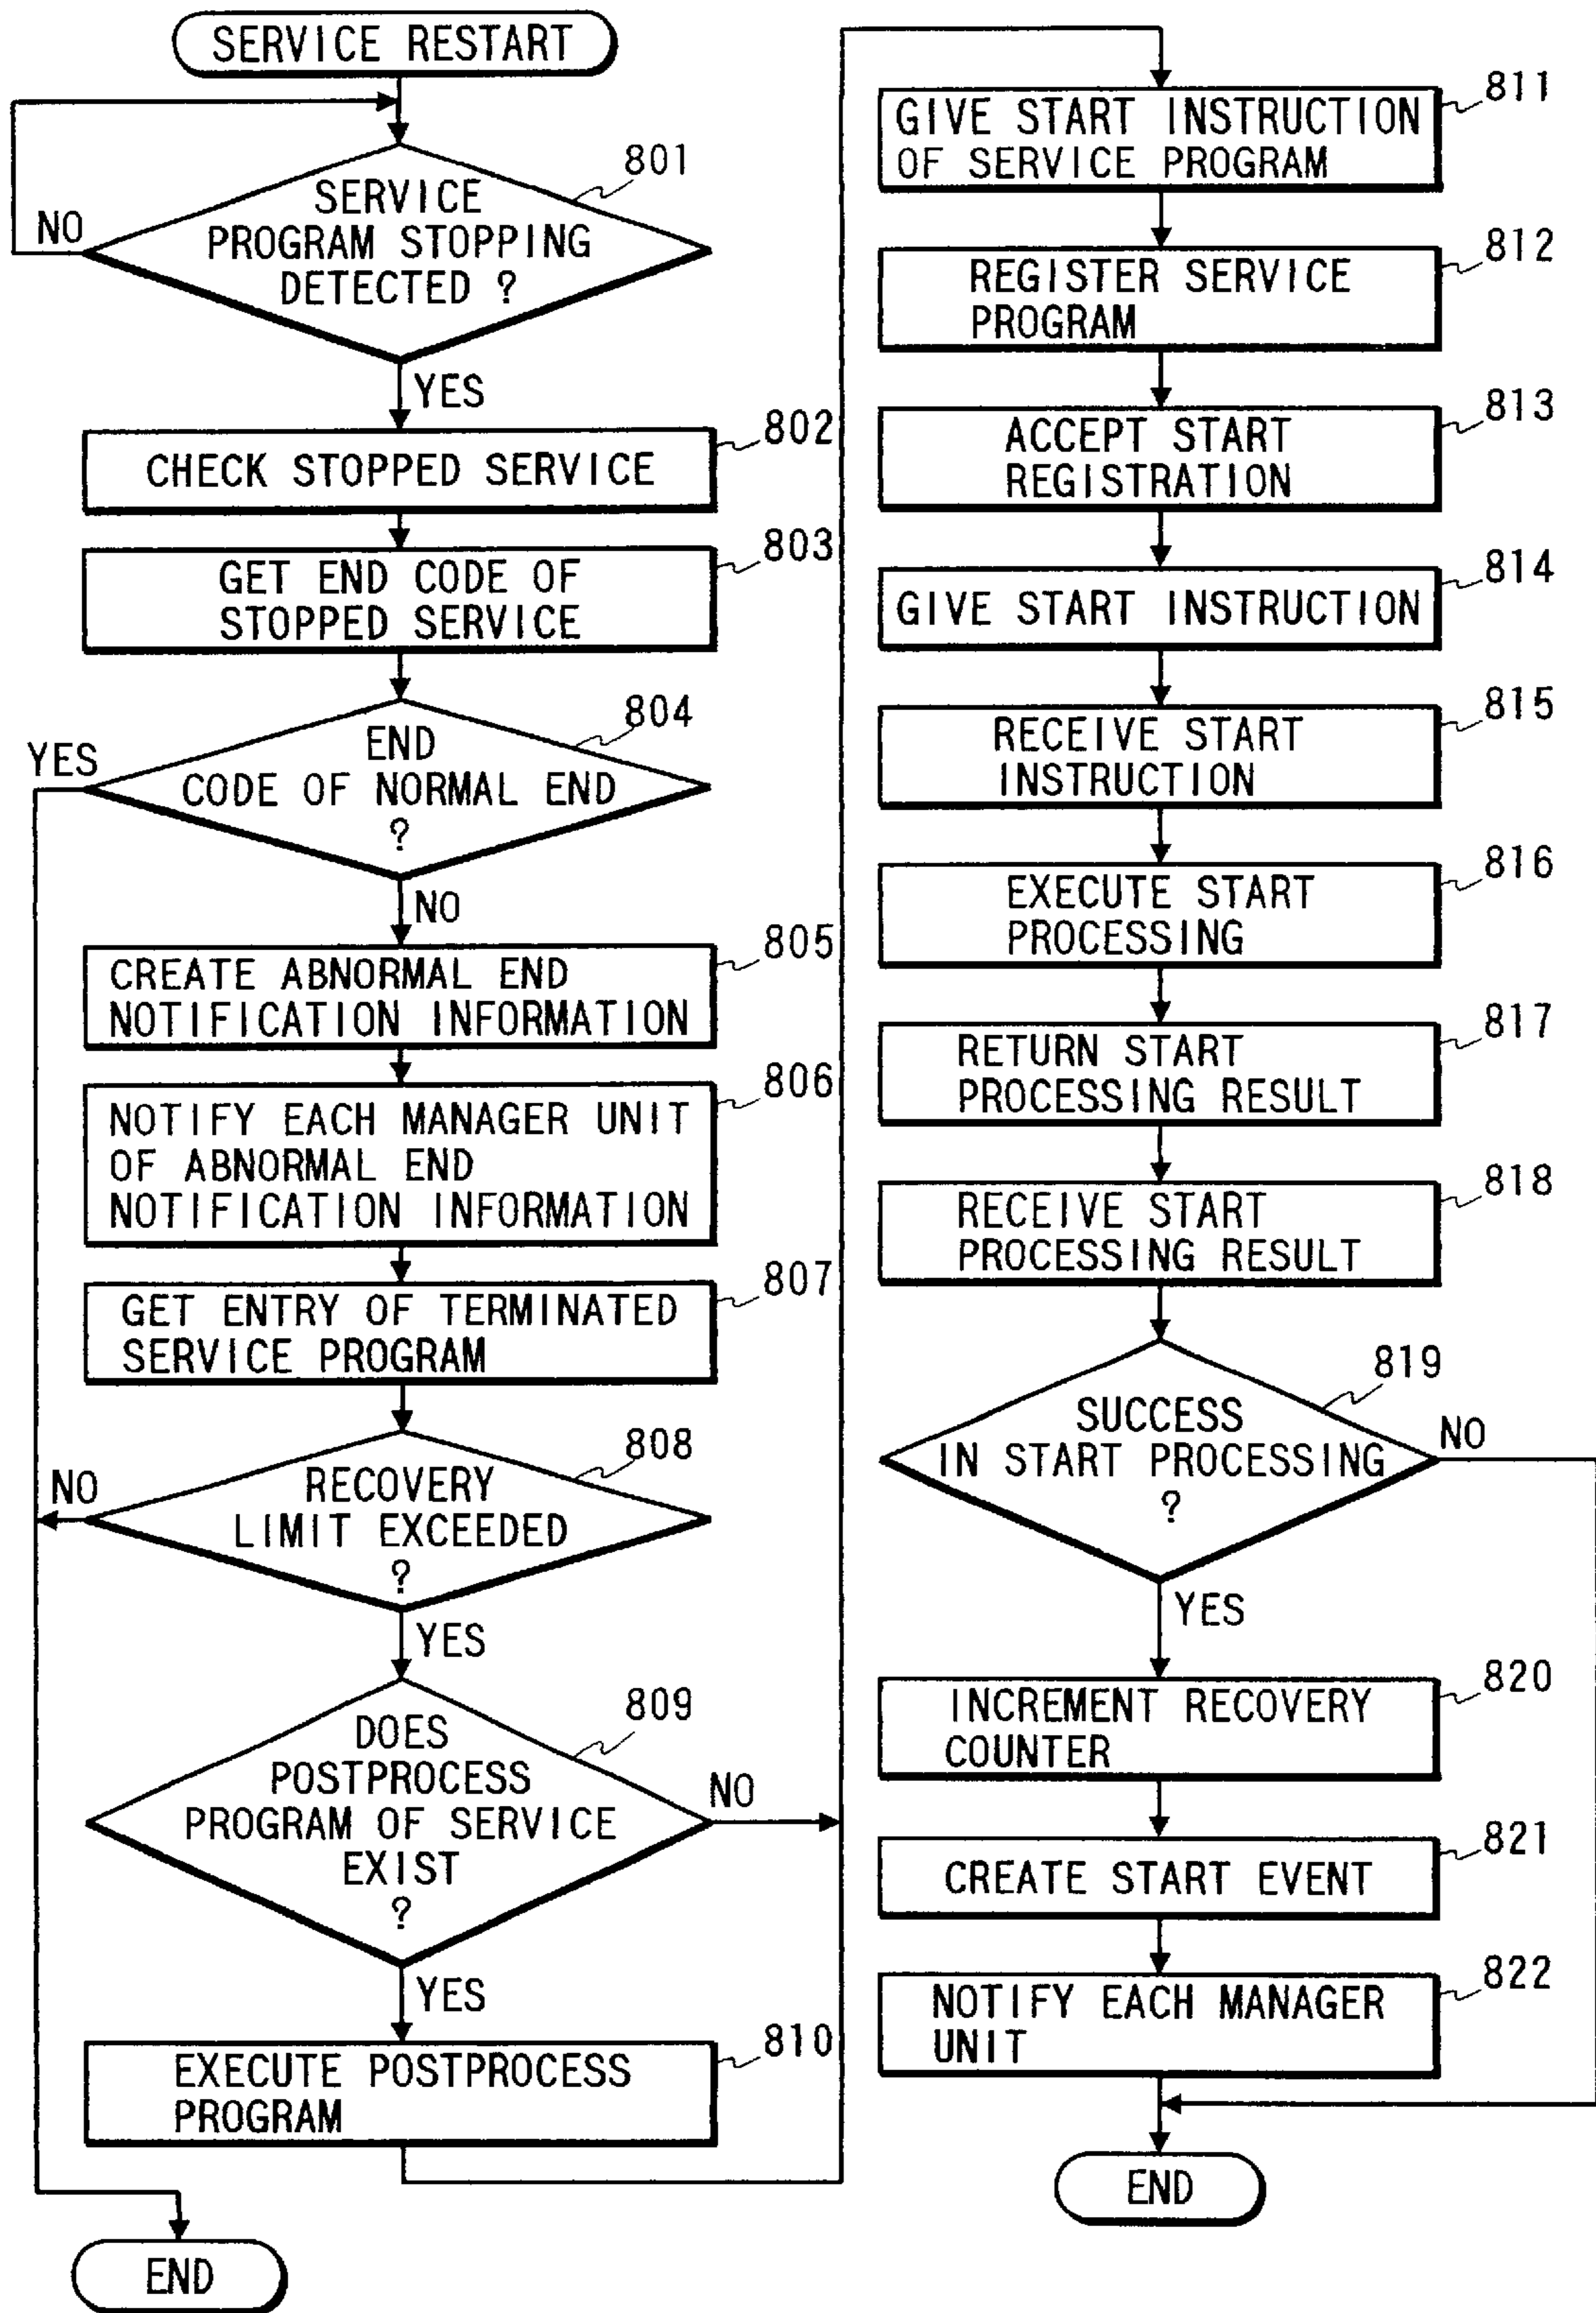 SERVICE RESTART
801
SERVICE
PROGRAM STOPPING
DETECTED ?
NO
YES
802
CHECK STOPPED SERVICE
803
GET END CODE OF
STOPPED SERVICE
804
END
CODE OF NORMAL END
?
YES
NO
805
CREATE ABNORMAL END
NOTIFICATION INFORMATION
806
NOTIFY EACH MANAGER UNIT
OF ABNORMAL END
NOTIFICATION INFORMATION
807
GET ENTRY OF TERMINATED
SERVICE PROGRAM
808
RECOVERY
LIMIT EXCEEDED
?
NO
YES
809
DOES
POSTPROCESS
PROGRAM OF SERVICE
EXIST
?
NO
YES
810
EXECUTE POSTPROCESS
PROGRAM
END
811
GIVE START INSTRUCTION
OF SERVICE PROGRAM
812
REGISTER SERVICE
PROGRAM
813
ACCEPT START
REGISTRATION
814
GIVE START INSTRUCTION
815
RECEIVE START
INSTRUCTION
816
EXECUTE START
PROCESSING
817
RETURN START
PROCESSING RESULT
818
RECEIVE START
PROCESSING RESULT
819
SUCCESS
IN START PROCESSING
?
NO
YES
820
INCREMENT RECOVERY
COUNTER
821
CREATE START EVENT
822
NOTIFY EACH MANAGER
UNIT
END